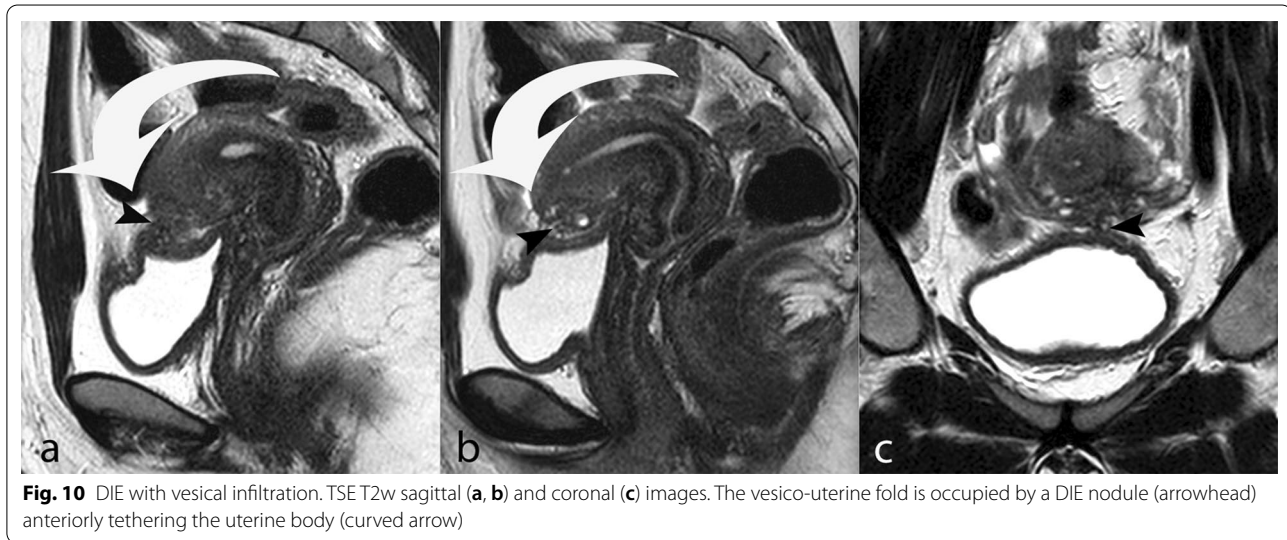 a
b
c
Fig. 10 DIE with vesical infiltration. TSE T2w sagittal (a, b) and coronal (c) images. The vesico-uterine fold is occupied by a DIE nodule (arrowhead)
anteriorly tethering the uterine body (curved arrow)